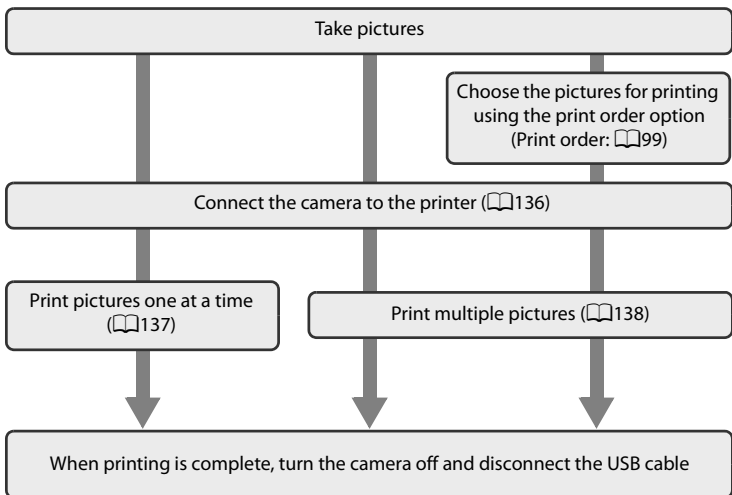 Take pictures
Choose the pictures for printing
using the print order option
(Print order: 📖99)
Connect the camera to the printer (📖136)
Print pictures one at a time
(📖137)
Print multiple pictures (📖138)
When printing is complete, turn the camera off and disconnect the USB cable